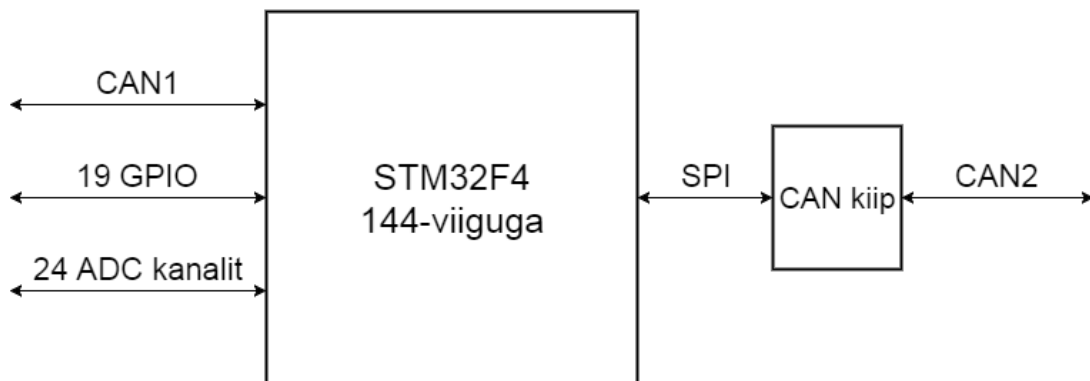 CAN1
19 GPIO
24 ADC kanalit
STM32F4
144-viiguga
SPI
CAN kiip
CAN2